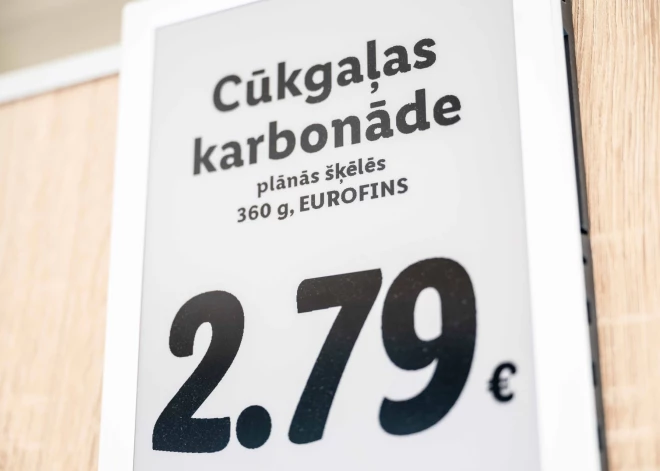 Cūkgaļas
karbonāde
plānās šķēlēs
360 g, EUROFINS
2.79 €